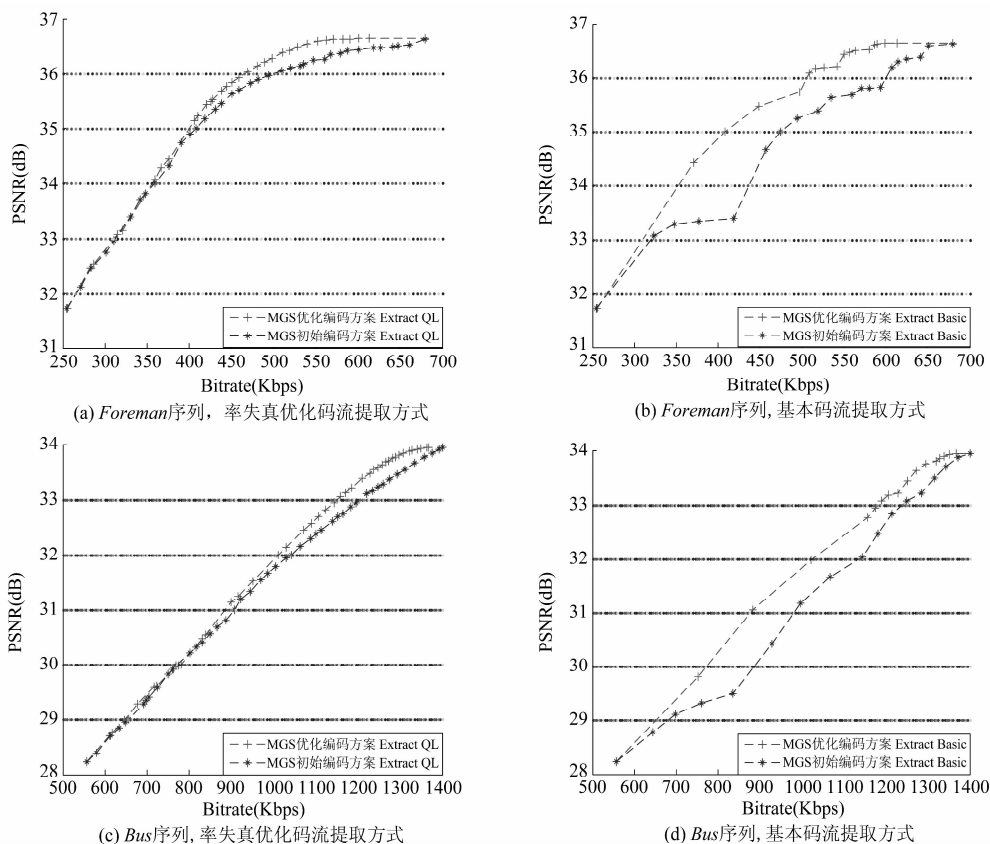 37
36
35
34
33
32
31
PSNR(dB)
MGS优化编码方案 Extract QL
MGS初始编码方案 Extract QL
250 300 350 400 450 500 550 600 650 700
Bitrate(Kbps)
(a) Foreman序列，率失真优化码流提取方式
37
36
35
34
33
32
31
PSNR(dB)
MGS优化编码方案 Extract Basic
MGS初始编码方案 Extract Basic
250 300 350 400 450 500 550 600 650 700
Bitrate(Kbps)
(b) Foreman序列, 基本码流提取方式
34
33
32
31
30
29
28
PSNR(dB)
MGS优化编码方案 Extract QL
MGS初始编码方案 Extract QL
500 600 700 800 900 1000 1100 1200 1300 1400
Bitrate(Kbps)
(c) Bus序列, 率失真优化码流提取方式
34
33
32
31
30
29
28
PSNR(dB)
MGS优化编码方案 Extract Basic
MGS初始编码方案 Extract Basic
500 600 700 800 900 1000 1100 1200 1300 1400
Bitrate(Kbps)
(d) Bus序列, 基本码流提取方式